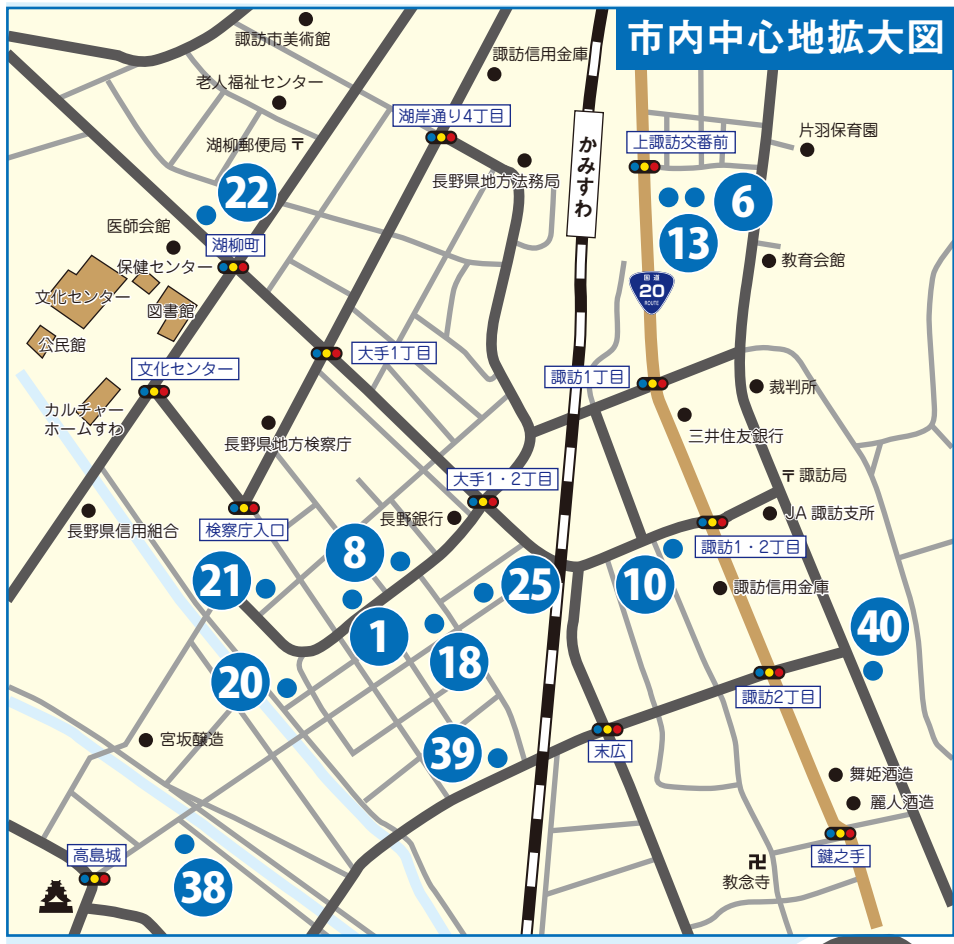 市内中心地拡大図
諏訪市美術館
諏訪信用金庫
老人福祉センター
湖岸通り4丁目
湖柳郵便局 〒
長野県地方法務局
かみすわ
上諏訪交番前
片羽保育園
22
6
13
医師会館
湖柳町
保健センター
教育会館
文化センター
図書館
国道
20
ROUTE
公民館
文化センター
大手1丁目
諏訪1丁目
裁判所
カルチャー
ホームすわ
長野県地方検察庁
三井住友銀行
大手1・2丁目
〒諏訪局
長野銀行
JA 諏訪支所
長野県信用組合
検察庁入口
諏訪1・2丁目
8
21
25
10
諏訪信用金庫
1
18
40
20
諏訪2丁目
宮坂醸造
39
末広
舞姫酒造
麗人酒造
高島城
鍵之手
38
卍
教念寺